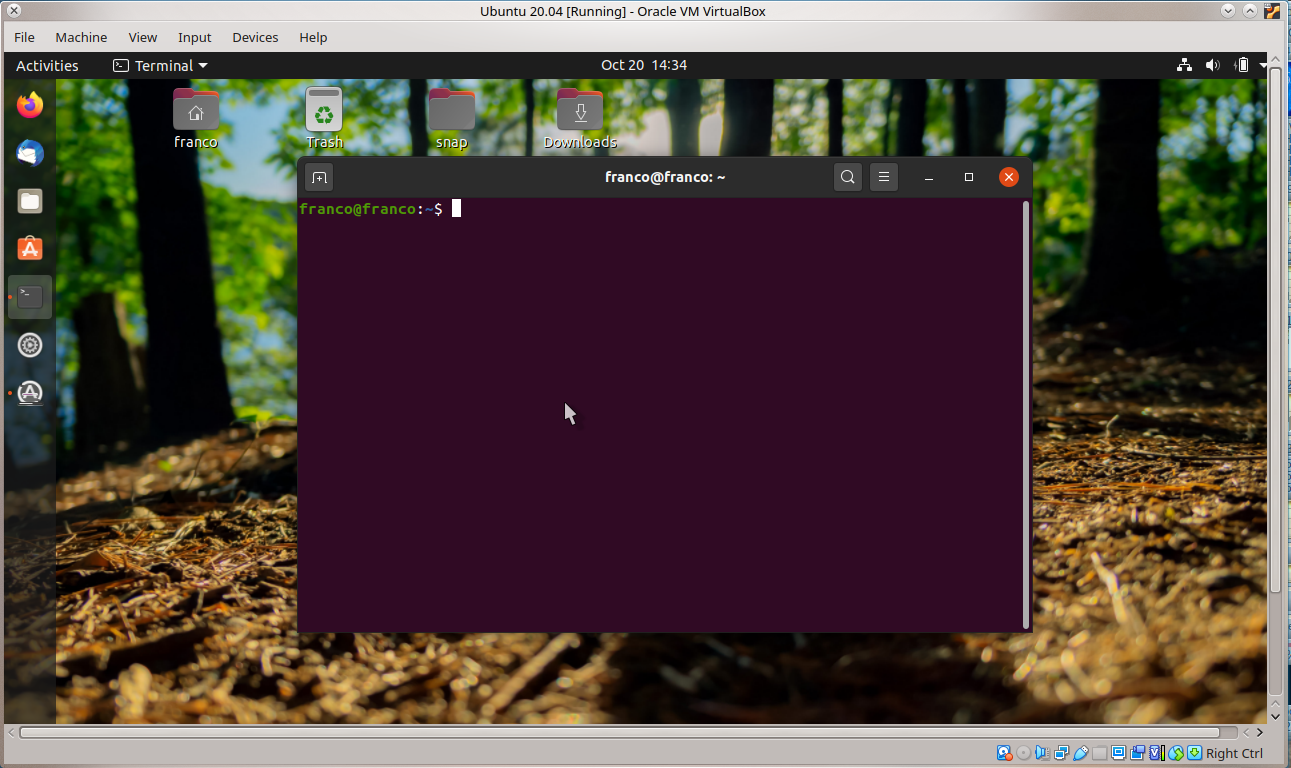 Ubuntu 20.04 [Running] - Oracle VM VirtualBox
File Machine View Input Devices Help
Activities Terminal Oct 20 14:34
franco Trash snap Downloads
franco@franco: ~
franco@franco:~$
Right Ctrl